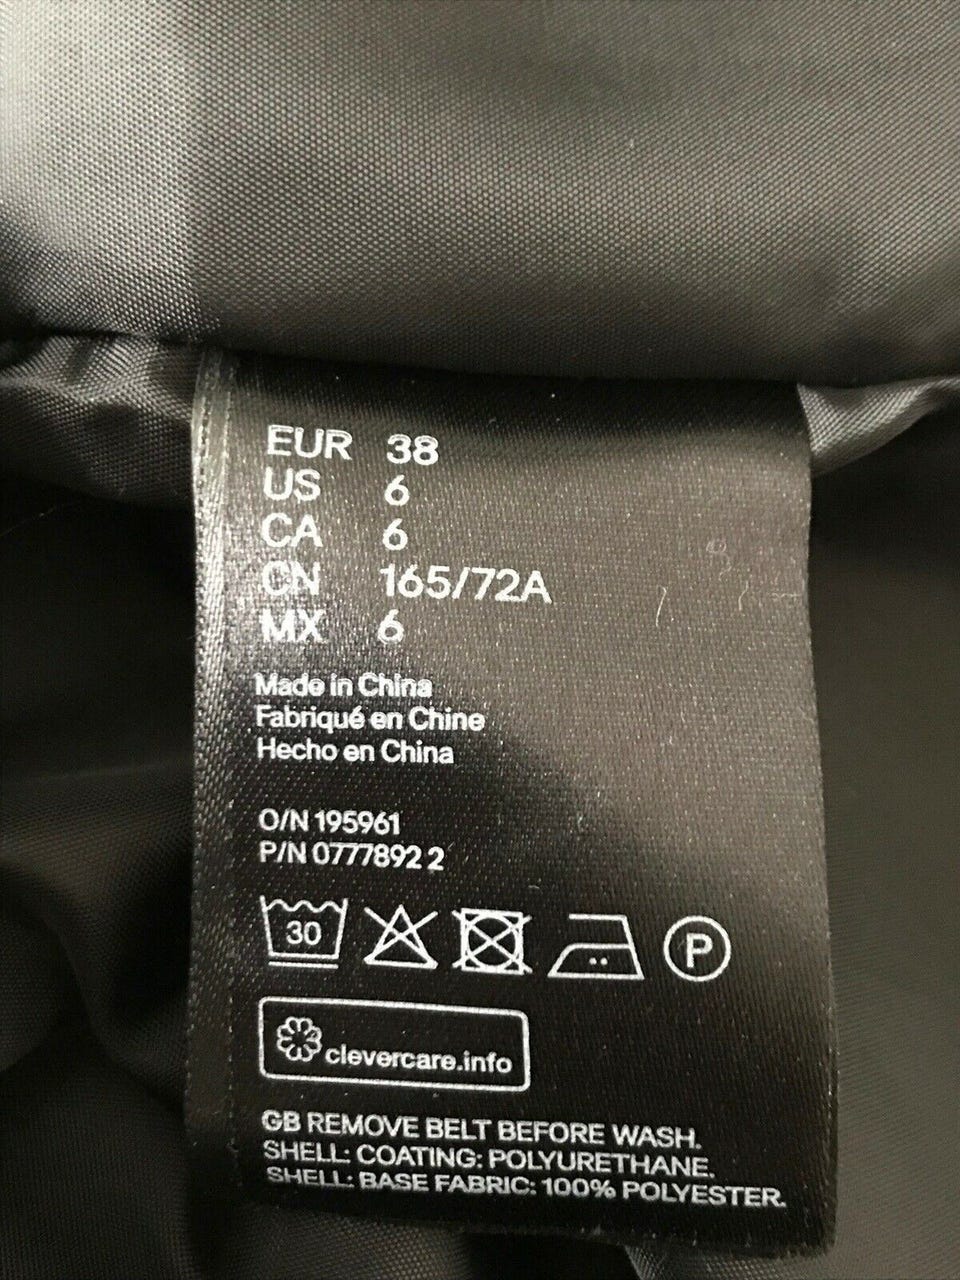 EUR 38
US 6
CA 6
CN 165/72A
MX 6
Made in China
Fabriqué en Chine
Hecho en China
O/N 195961
P/N 0777892 2
30 P
clevercare.info
GB REMOVE BELT BEFORE WASH.
SHELL: COATING: POLYURETHANE.
SHELL: BASE FABRIC: 100% POLYESTER.